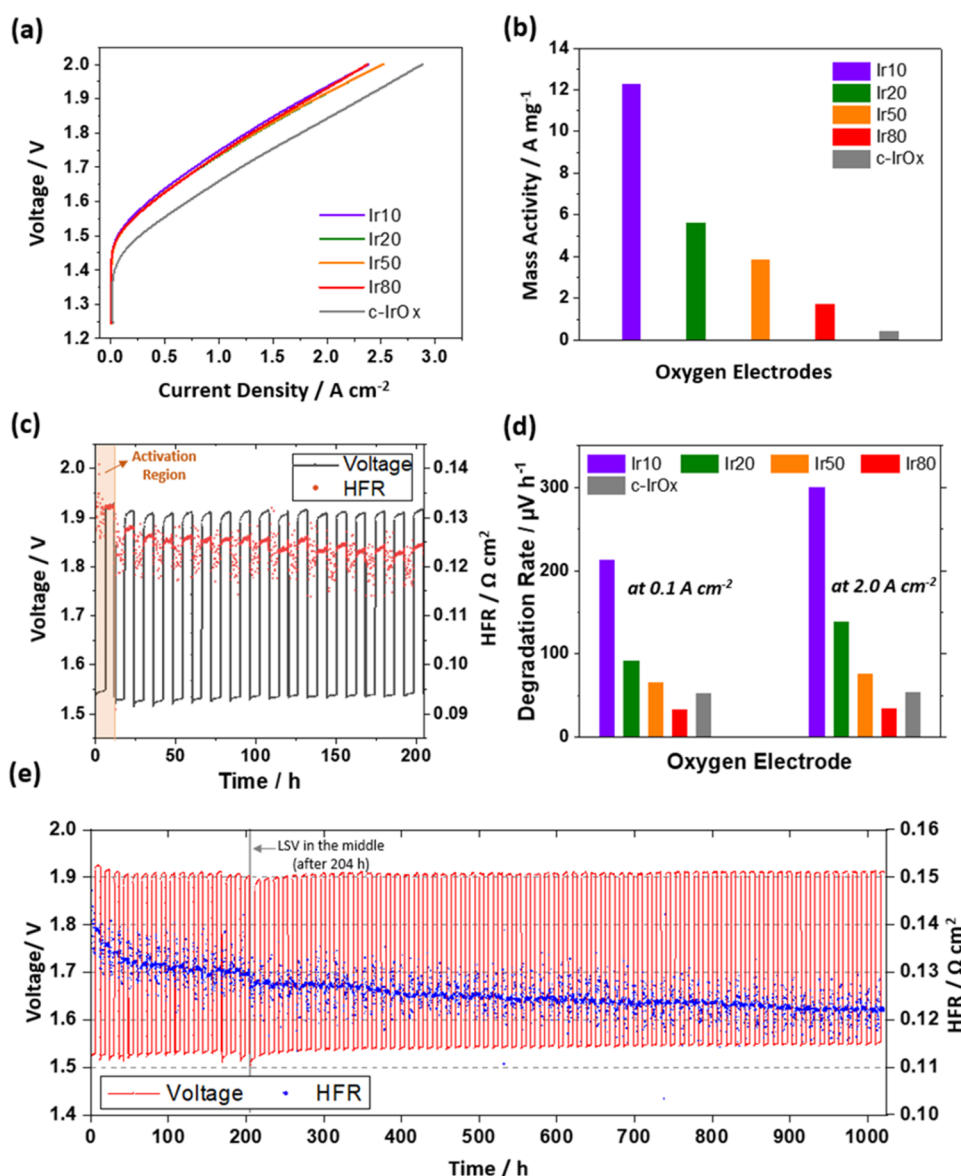 (a)
2.0
1.9
1.8
1.7
1.6
1.5
1.4
1.3
1.2
Voltage / V
0.0 0.5 1.0 1.5 2.0 2.5 3.0
Current Density / A cm⁻²
Ir10
Ir20
Ir50
Ir80
c-IrOx
(b)
14
12
10
8
6
4
2
0
Mass Activity / A mg⁻¹
Ir10
Ir20
Ir50
Ir80
c-IrOx
Oxygen Electrodes
(c)
Activation
Region
Voltage
HFR
2.0
1.9
1.8
1.7
1.6
1.5
Voltage / V
0.14
0.13
0.12
0.11
0.10
0.09
HFR / Ω cm²
0 50 100 150 200
Time / h
(d)
Ir10 Ir20 Ir50 Ir80
c-IrOx
300
200
100
0
Degradation Rate / µV h⁻¹
at 0.1 A cm⁻²
at 2.0 A cm⁻²
Oxygen Electrode
(e)
2.0
1.9
1.8
1.7
1.6
1.5
1.4
Voltage/ V
LSV in the middle
(after 204 h)
0.16
0.15
0.14
0.13
0.12
0.11
0.10
HFR / Ω cm²
Voltage HFR
0 100 200 300 400 500 600 700 800 900 1000
Time / h